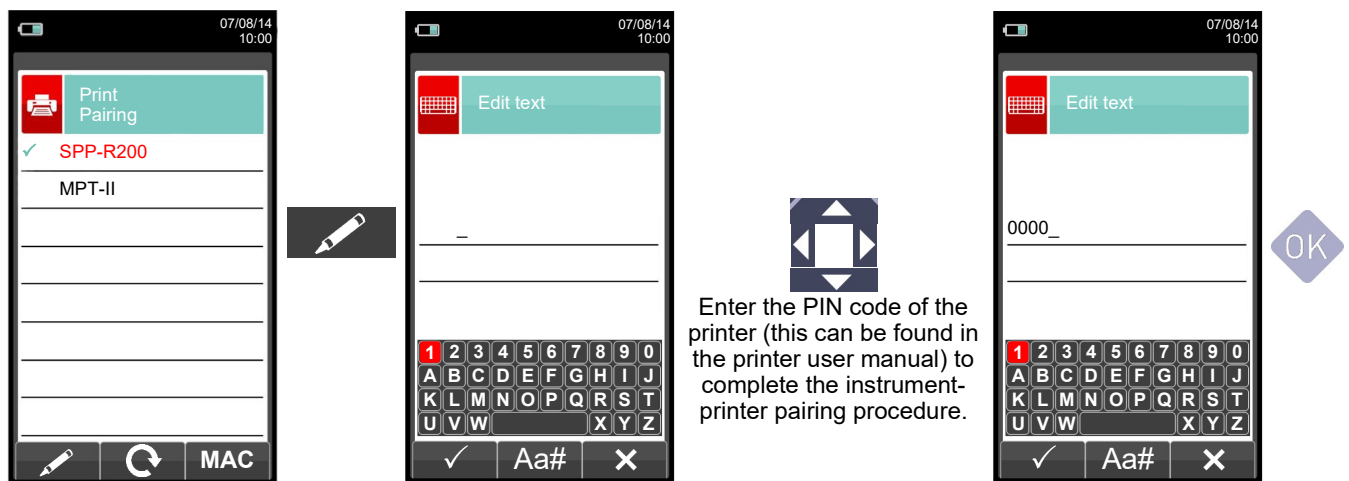 07/08/14
10:00
Print
Pairing
✓ SPP-R200
MPT-II
MAC
07/08/14
10:00
Edit text
_
1 2 3 4 5 6 7 8 9 0
A B C D E F G H I J
K L M N O P Q R S T
U V W X Y Z
✓ Aa# ✕
Enter the PIN code of the
printer (this can be found in
the printer user manual) to
complete the instrument-
printer pairing procedure.
07/08/14
10:00
Edit text
0000_
1 2 3 4 5 6 7 8 9 0
A B C D E F G H I J
K L M N O P Q R S T
U V W X Y Z
✓ Aa# ✕
OK